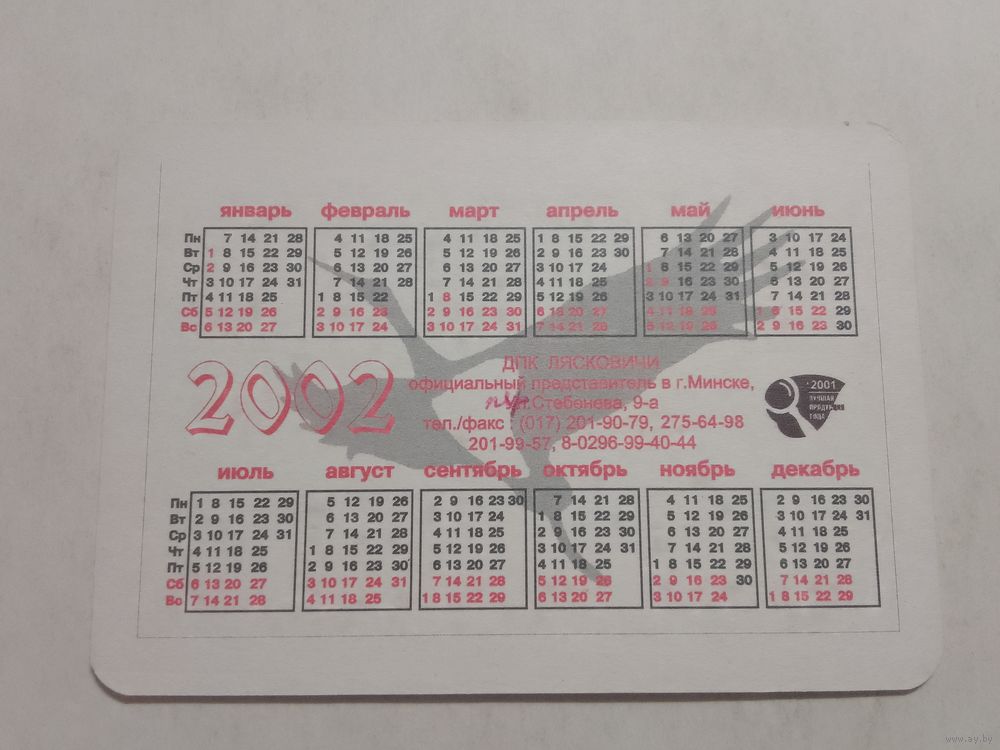 январь февраль март апрель май июнь
Пн 7 14 21 28 4 11 18 25 4 11 18 25 1 8 15 22 29 6 13 20 27 3 10 17 24
Вт 1 8 15 22 29 5 12 19 26 5 12 19 26 2 9 16 23 30 7 14 21 28 4 11 18 25
Ср 2 9 16 23 30 6 13 20 27 6 13 20 27 3 10 17 24 1 8 15 22 29 5 12 19 26
Чт 3 10 17 24 31 7 14 21 28 7 14 21 28 4 11 18 25 2 9 16 23 30 6 13 20 27
Пт 4 11 18 25 1 8 15 22 1 8 15 22 29 5 12 19 26 3 10 17 24 31 7 14 21 28
Сб 5 12 19 26 2 9 16 23 2 9 16 23 30 6 13 20 27 4 11 18 25 1 8 15 22 29
Вс 6 13 20 27 3 10 17 24 3 10 17 24 31 7 14 21 28 5 12 19 26 2 9 16 23 30
2002
ДПК ЛЯСКОВИЧИ
официальный представитель в г.Минске,
Стебенева, 9-а
тел./факс : (017) 201-90-79, 275-64-98
201-99-57, 8-0296-99-40-44
2001
ЛУЧШАЯ
ПРОДУКЦИЯ
ГОДА
июль август сентябрь октябрь ноябрь декабрь
Пн 1 8 15 22 29 5 12 19 26 2 9 16 23 30 7 14 21 28 4 11 18 25 2 9 16 23 30
Вт 2 9 16 23 30 6 13 20 27 3 10 17 24 1 8 15 22 29 5 12 19 26 3 10 17 24 31
Ср 3 10 17 24 31 7 14 21 28 4 11 18 25 2 9 16 23 30 6 13 20 27 4 11 18 25
Чт 4 11 18 25 1 8 15 22 29 5 12 19 26 3 10 17 24 31 7 14 21 28 5 12 19 26
Пт 5 12 19 26 2 9 16 23 30 6 13 20 27 4 11 18 25 1 8 15 22 29 6 13 20 27
Сб 6 13 20 27 3 10 17 24 31 7 14 21 28 5 12 19 26 2 9 16 23 30 7 14 21 28
Вс 7 14 21 28 4 11 18 25 1 8 15 22 29 6 13 20 27 3 10 17 24 1 8 15 22 29
www.ay.by